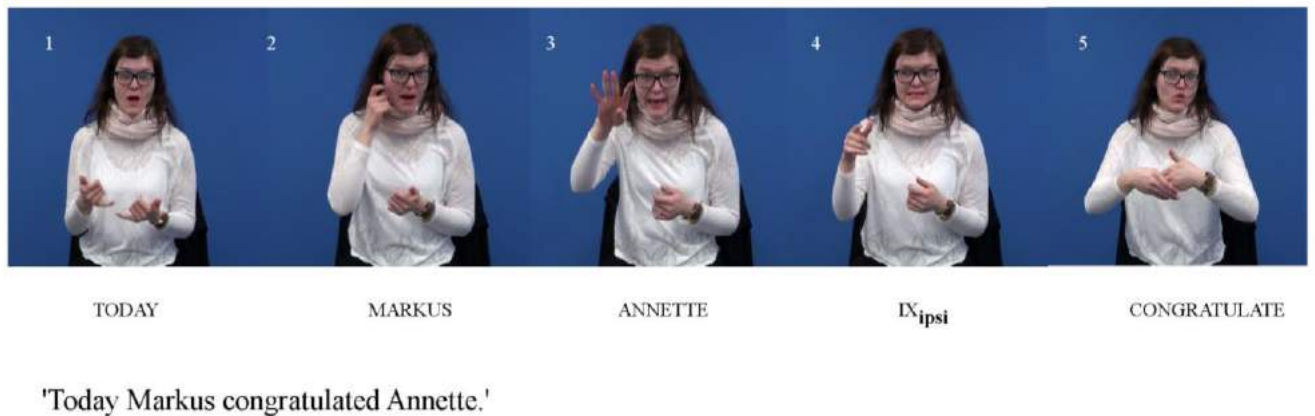 1 2 3 4 5
TODAY MARKUS ANNETTE IXipsi CONGRATULATE
'Today Markus congratulated Annette.'